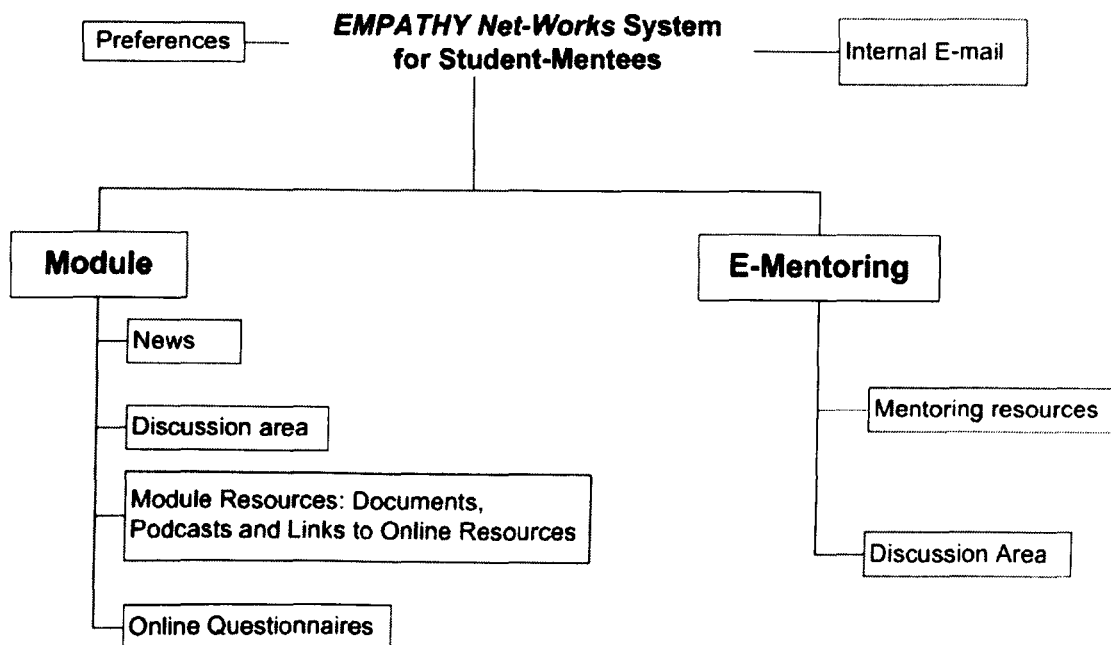 EMPATHY Net-Works System
for Student-Mentees
Preferences
Internal E-mail
Module
News
Discussion area
Module Resources: Documents,
Podcasts and Links to Online Resources
Online Questionnaires
E-Mentoring
Mentoring resources
Discussion Area